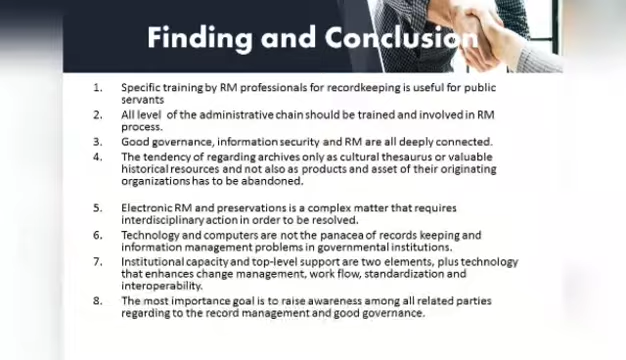 Finding and Conclusion
1. Specific training by RM professionals for recordkeeping is useful for public
servants
2. All level of the administrative chain should be trained and involved in RM
process.
3. Good governance, information security and RM are all deeply connected.
4. The tendency of regarding archives only as cultural thesaurus or valuable
historical resources and not also as products and asset of their originating
organizations has to be abandoned.
5. Electronic RM and preservations is a complex matter that requires
interdisciplinary action in order to be resolved.
6. Technology and computers are not the panacea of records keeping and
information management problems in governmental institutions.
7. Institutional capacity and top-level support are two elements, plus technology
that enhances change management, work flow, standardization and
interoperability.
8. The most importance goal is to raise awareness among all related parties
regarding to the record management and good governance.